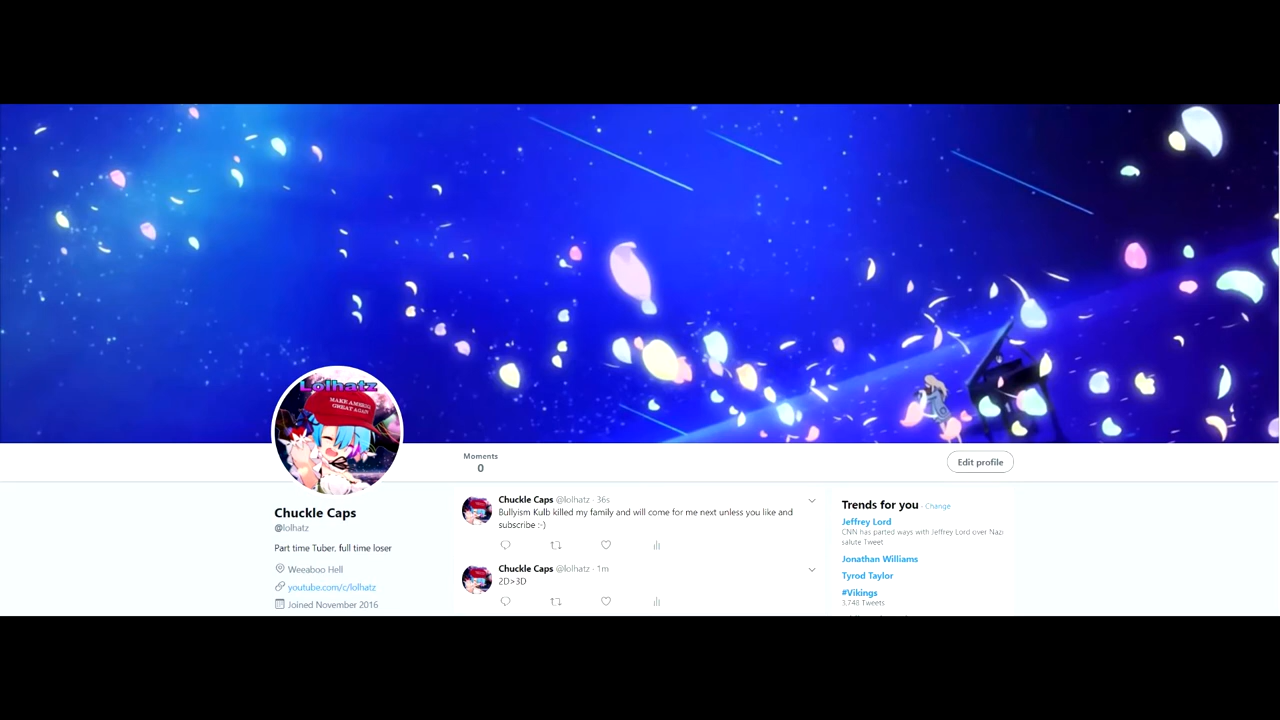 Lolhatz
MAKE AMERIC
GREAT AGAIN
Moments
0
Edit profile
Chuckle Caps
@lolhatz
Part time Tuber, full time loser
Weeaboo Hell
youtube.com/c/lolhatz
Joined November 2016
Chuckle Caps @lolhatz · 36s
Bullyism Kulb killed my family and will come for me next unless you like and
subscribe :-)
Chuckle Caps @lolhatz · 1m
2D>3D
Trends for you · Change
Jeffrey Lord
CNN has parted ways with Jeffrey Lord over Nazi
salute Tweet
Jonathan Williams
Tyrod Taylor
#Vikings
3,748 Tweets